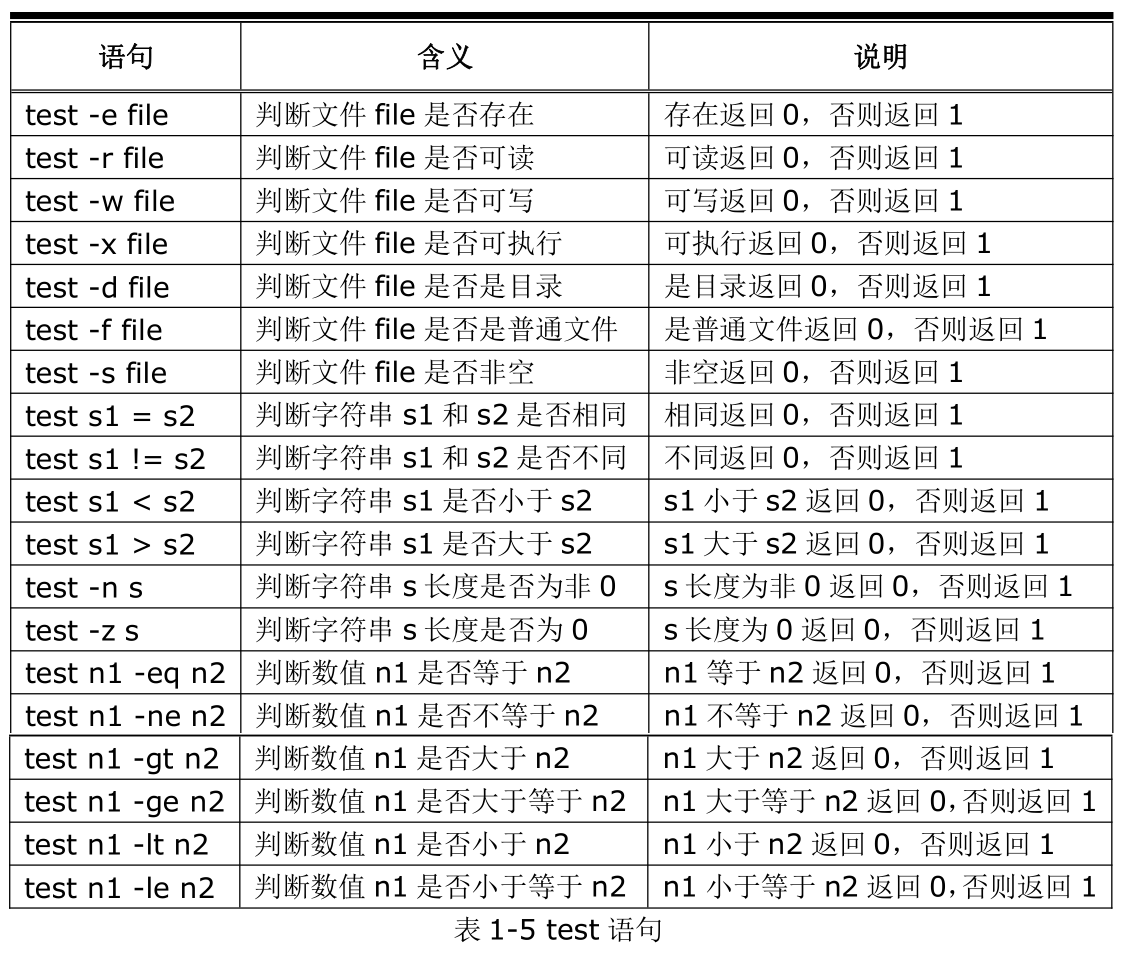 语句 含义 说明
test -e file 判断文件 file 是否存在 存在返回 0，否则返回 1
test -r file 判断文件 file 是否可读 可读返回 0，否则返回 1
test -w file 判断文件 file 是否可写 可写返回 0，否则返回 1
test -x file 判断文件 file 是否可执行 可执行返回 0，否则返回 1
test -d file 判断文件 file 是否是目录 是目录返回 0，否则返回 1
test -f file 判断文件 file 是否是普通文件 是普通文件返回 0，否则返回 1
test -s file 判断文件 file 是否非空 非空返回 0，否则返回 1
test s1 = s2 判断字符串 s1 和 s2 是否相同 相同返回 0，否则返回 1
test s1 != s2 判断字符串 s1 和 s2 是否不同 不同返回 0，否则返回 1
test s1 < s2 判断字符串 s1 是否小于 s2 s1 小于 s2 返回 0，否则返回 1
test s1 > s2 判断字符串 s1 是否大于 s2 s1 大于 s2 返回 0，否则返回 1
test -n s 判断字符串 s 长度是否为非 0 s 长度为非 0 返回 0，否则返回 1
test -z s 判断字符串 s 长度是否为 0 s 长度为 0 返回 0，否则返回 1
test n1 -eq n2 判断数值 n1 是否等于 n2 n1 等于 n2 返回 0，否则返回 1
test n1 -ne n2 判断数值 n1 是否不等于 n2 n1 不等于 n2 返回 0，否则返回 1
test n1 -gt n2 判断数值 n1 是否大于 n2 n1 大于 n2 返回 0，否则返回 1
test n1 -ge n2 判断数值 n1 是否大于等于 n2 n1 大于等于 n2 返回 0，否则返回 1
test n1 -lt n2 判断数值 n1 是否小于 n2 n1 小于 n2 返回 0，否则返回 1
test n1 -le n2 判断数值 n1 是否小于等于 n2 n1 小于等于 n2 返回 0，否则返回 1
表 1-5 test 语句